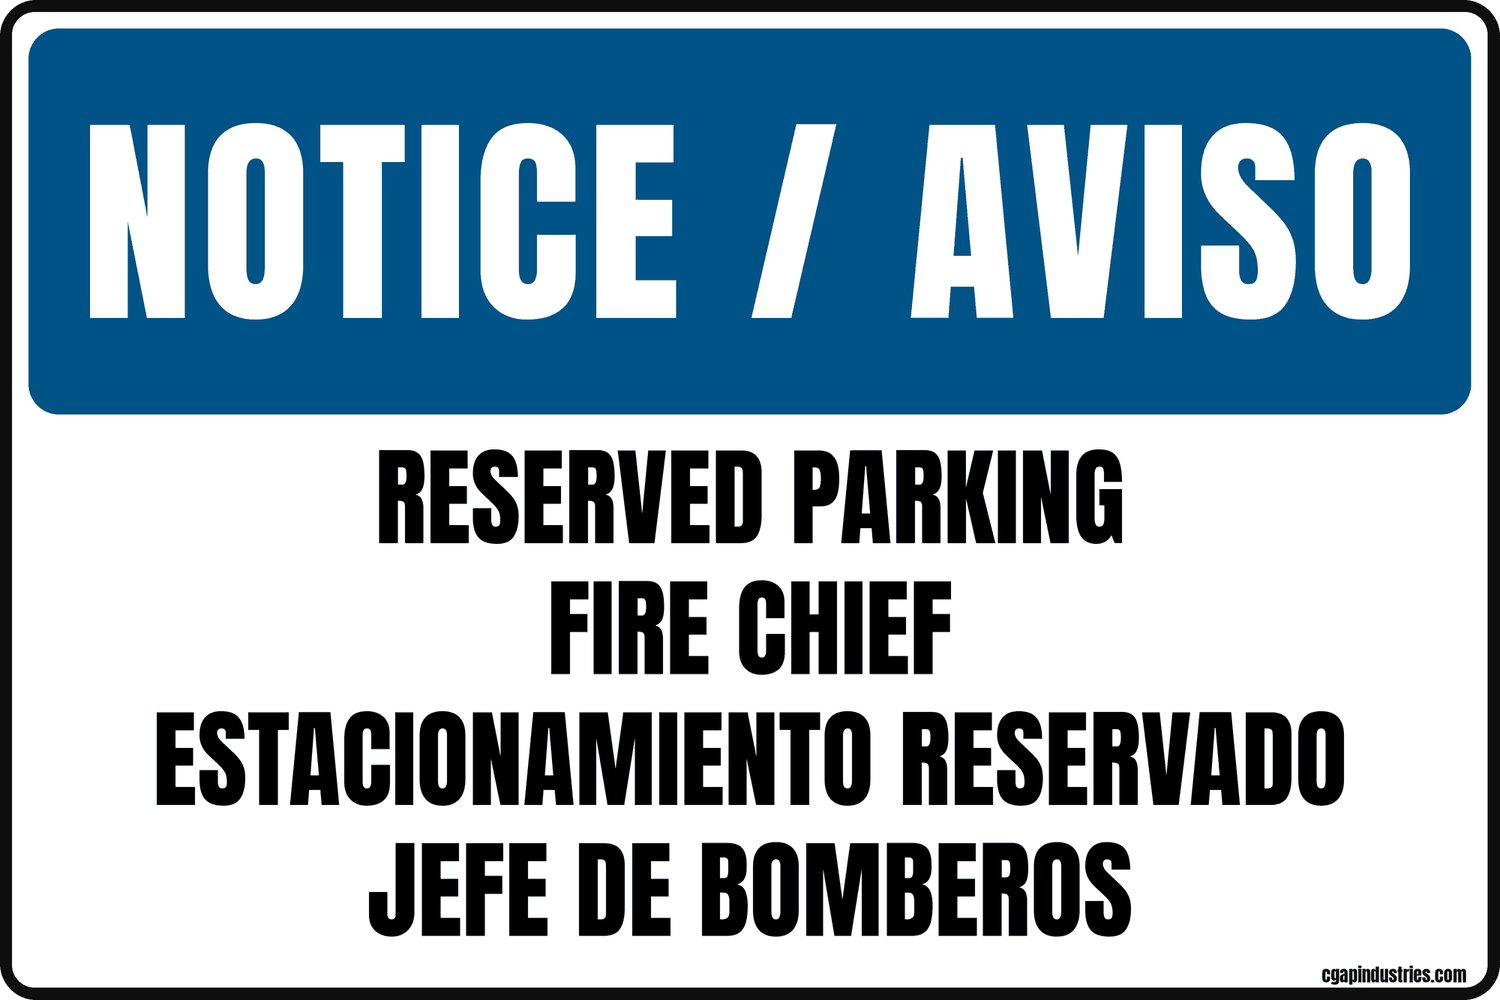 NOTICE / AVISO
RESERVED PARKING
FIRE CHIEF
ESTACIONAMIENTO RESERVADO
JEFE DE BOMBEROS
cgapindustries.com